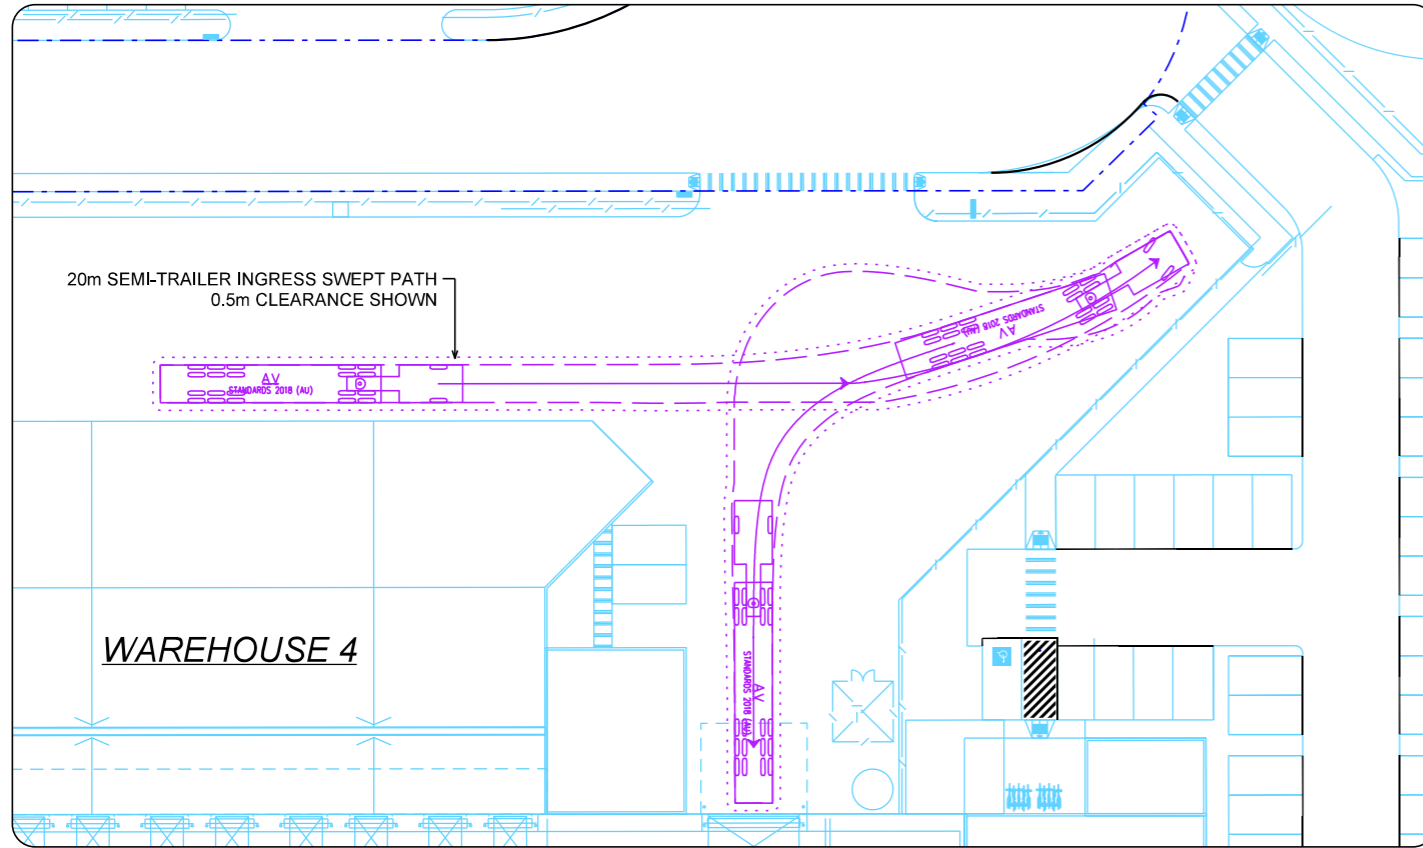 20m SEMI-TRAILER INGRESS SWEPT PATH
0.5m CLEARANCE SHOWN
AV
STANDARDS 2018 (AU)
AV
STANDARDS 2018 (AU)
WAREHOUSE 4
AV
STANDARDS 2018 (AU)